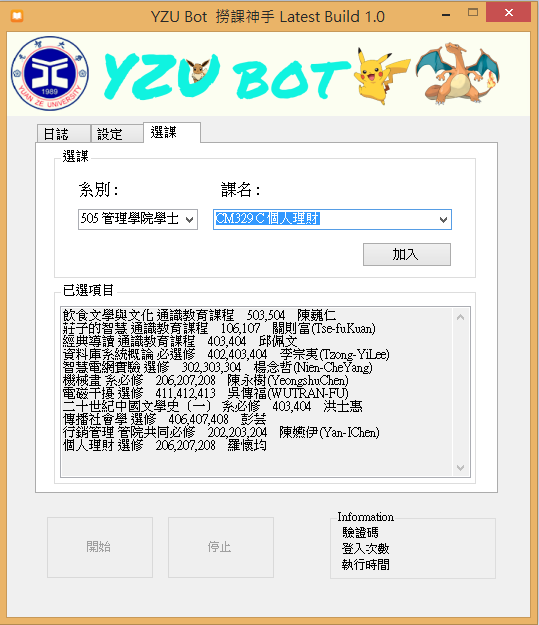 YZU Bot 撈課神手 Latest Build 1.0
元智大學
YUAN ZE UNIVERSITY
1989
YZU BOT
日誌 設定 選課
選課
系別: 課名:
505 管理學院學士 CM329 C 個人理財
加入
已選項目
飲食文學與文化 通識教育課程 503,504 陳巍仁
莊子的智慧 通識教育課程 106,107 關則富(Tse-fuKuan)
經典導讀 通識教育課程 403,404 邱佩文
資料庫系統概論 必選修 402,403,404 李宗夷(Tzong-YiLee)
智慧電網實驗 選修 302,303,304 楊念哲(Nien-CheYang)
機械畫 系必修 206,207,208 陳永樹(YeongshuChen)
電磁干擾 選修 411,412,413 吳傳福(WUTRAN-FU)
二十世紀中國文學史〔一〕 系必修 403,404 洪士惠
傳播社會學 選修 406,407,408 彭芸
行銷管理 管院共同必修 202,203,204 陳嬿伊(Yan-IChen)
個人理財 選修 206,207,208 羅懷均
開始 停止
Information
驗證碼
登入次數
執行時間